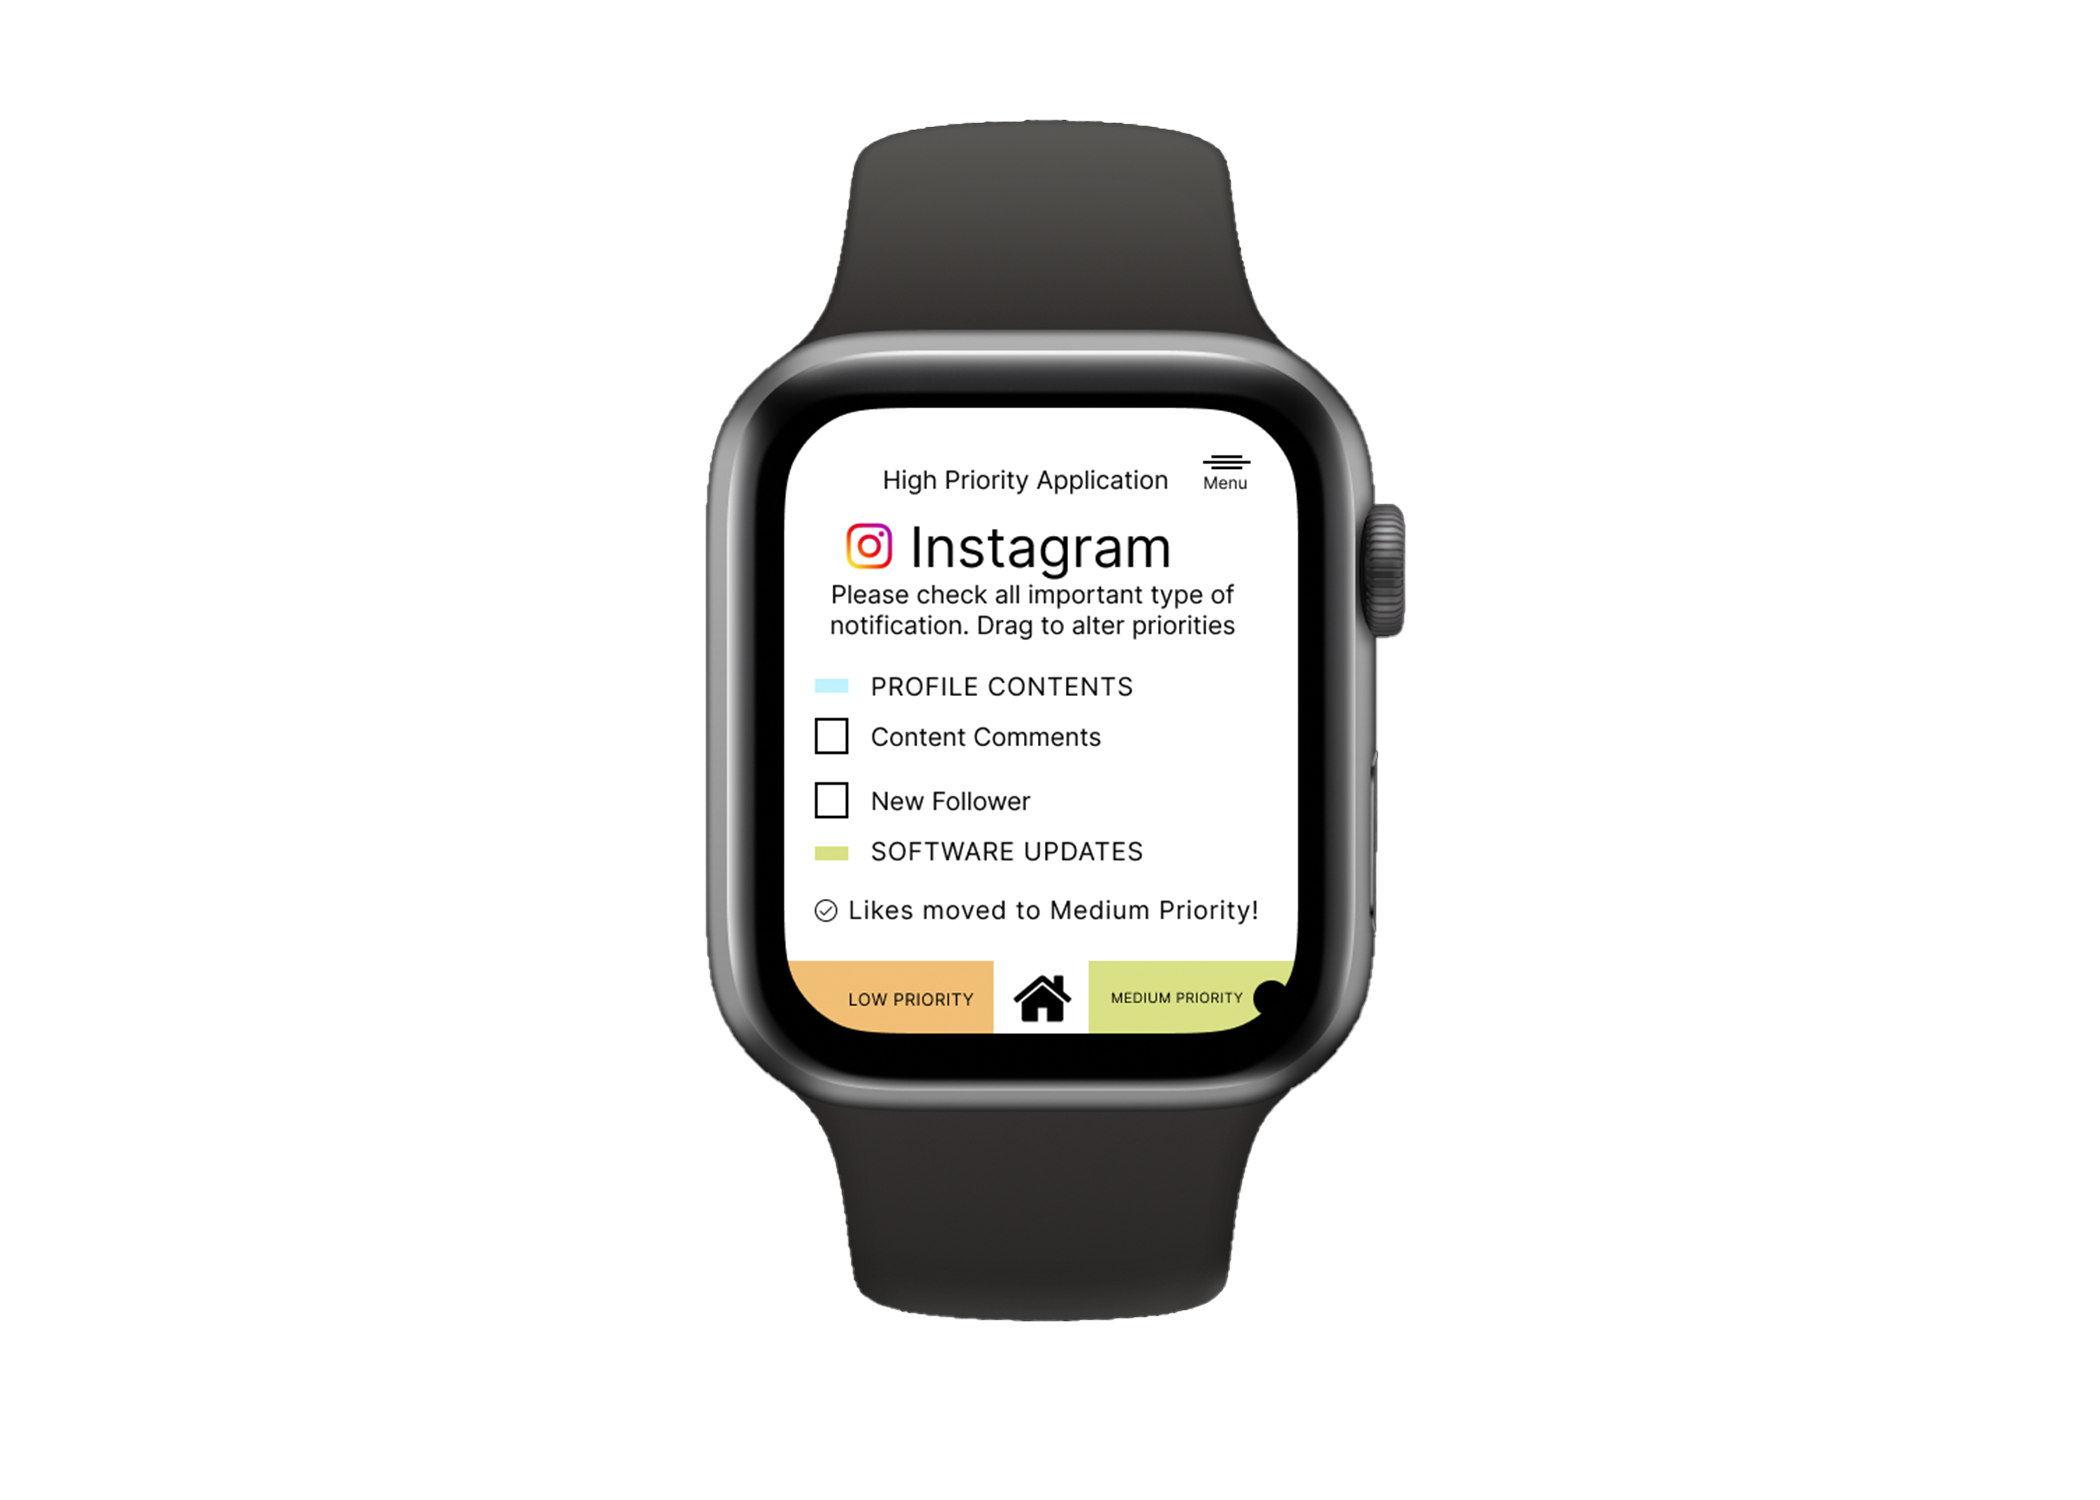 High Priority Application
Menu
Instagram
Please check all important type of
notification. Drag to alter priorities
PROFILE CONTENTS
Content Comments
New Follower
SOFTWARE UPDATES
Likes moved to Medium Priority!
LOW PRIORITY
MEDIUM PRIORITY